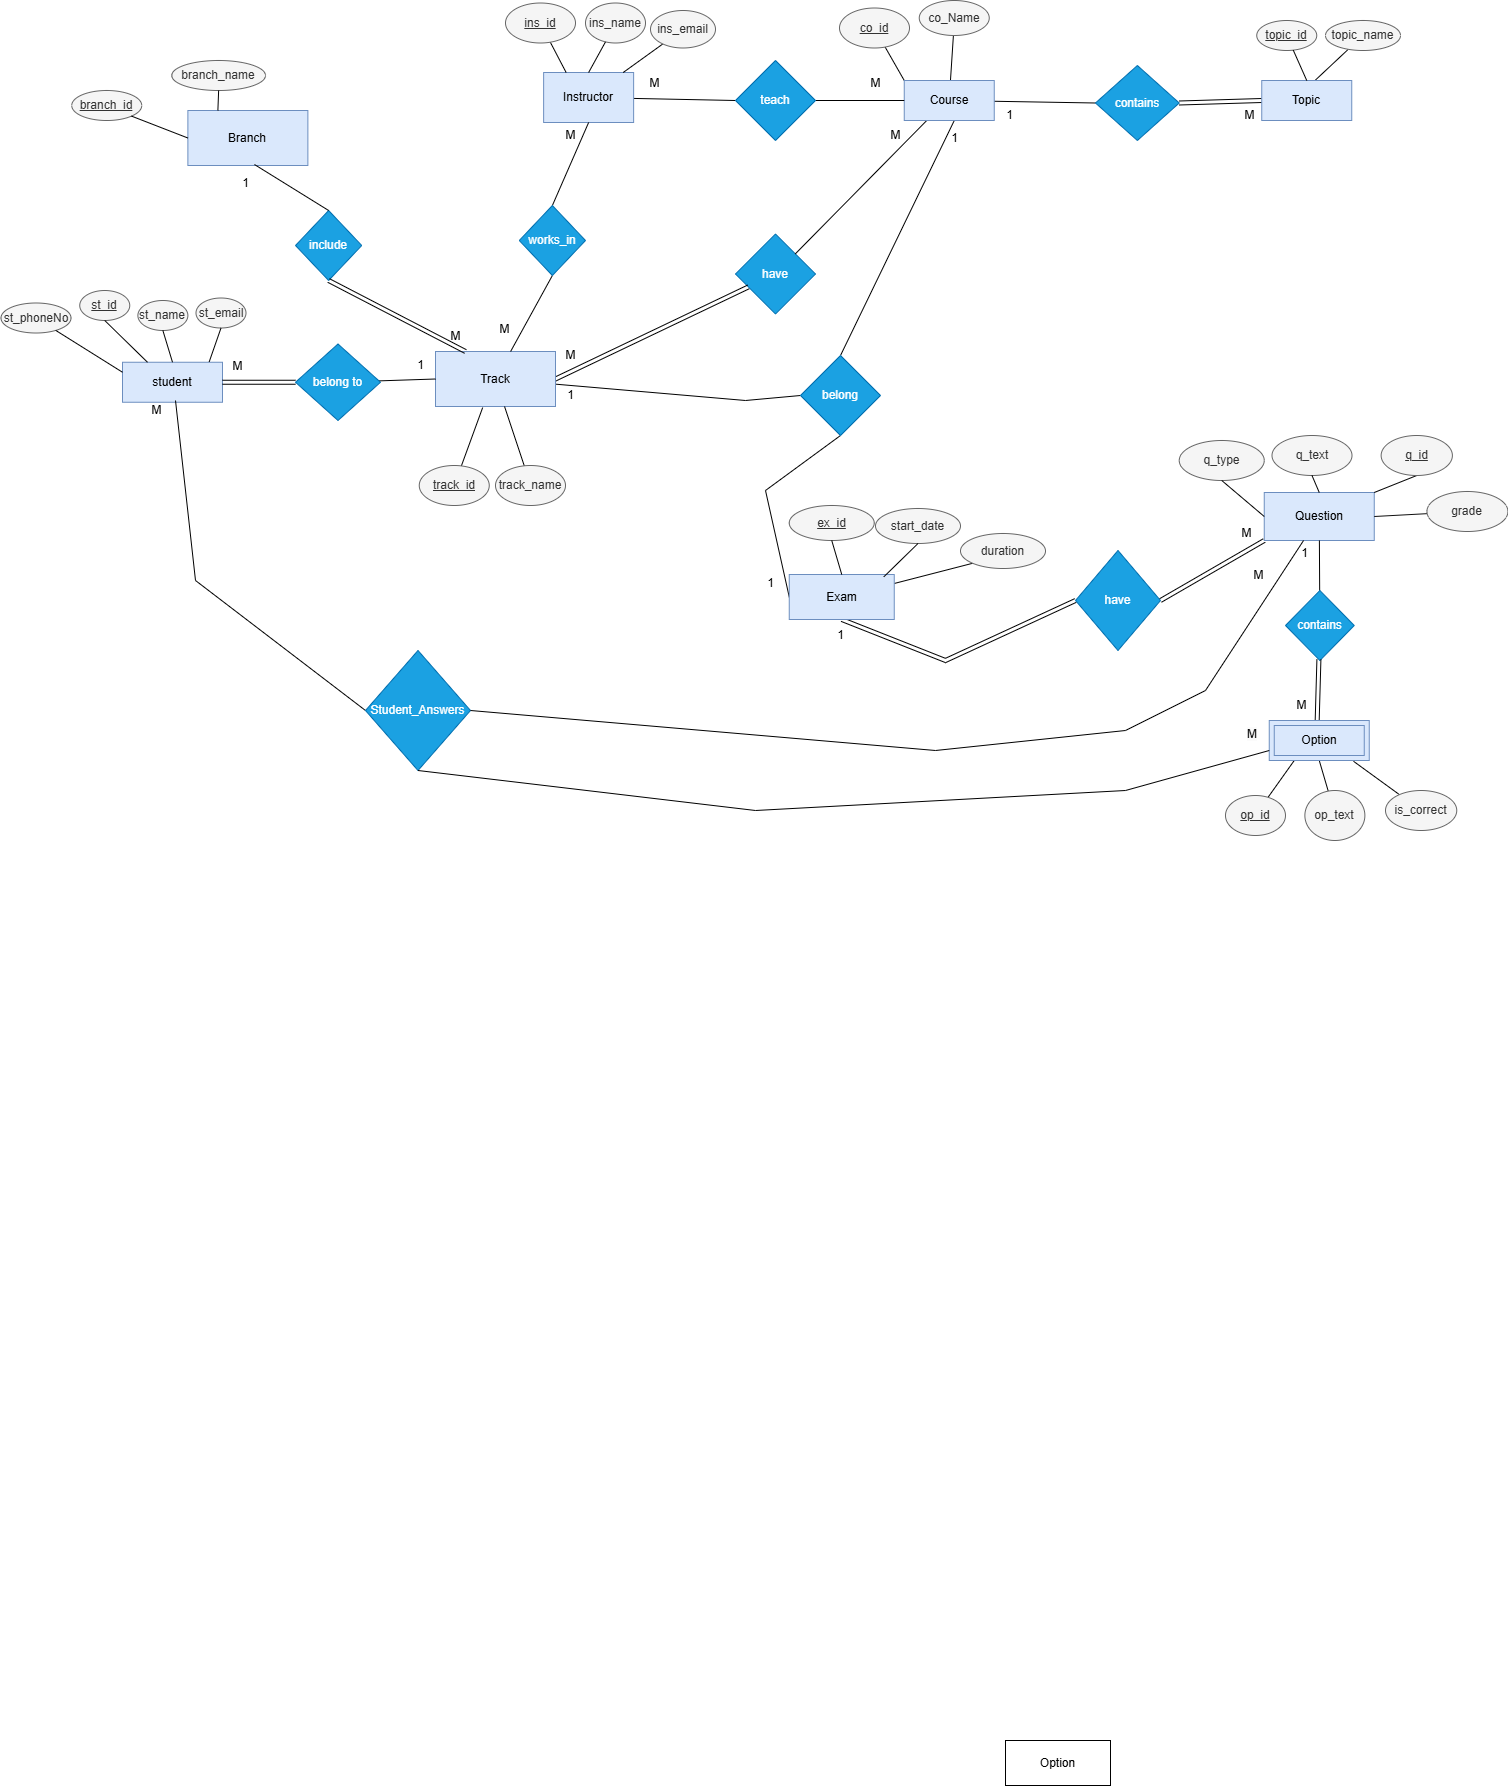 ins_id
ins_name
ins_email
co_id
co_Name
topic_id
topic_name
branch_name
branch_id
Branch
Instructor
M
teach
M
Course
1
contains
M
Topic
1
M
M
1
include
works_in
have
st_phoneNo
st_id
st_name
st_email
M
M
M
student
M
belong to
1
Track
1
belong
M
track_id
track_name
q_type
q_text
q_id
grade
Question
ex_id
start_date
duration
M
1
M
1
Exam
have
contains
1
Student_Answers
M
M
Option
op_id
op_text
is_correct
Option